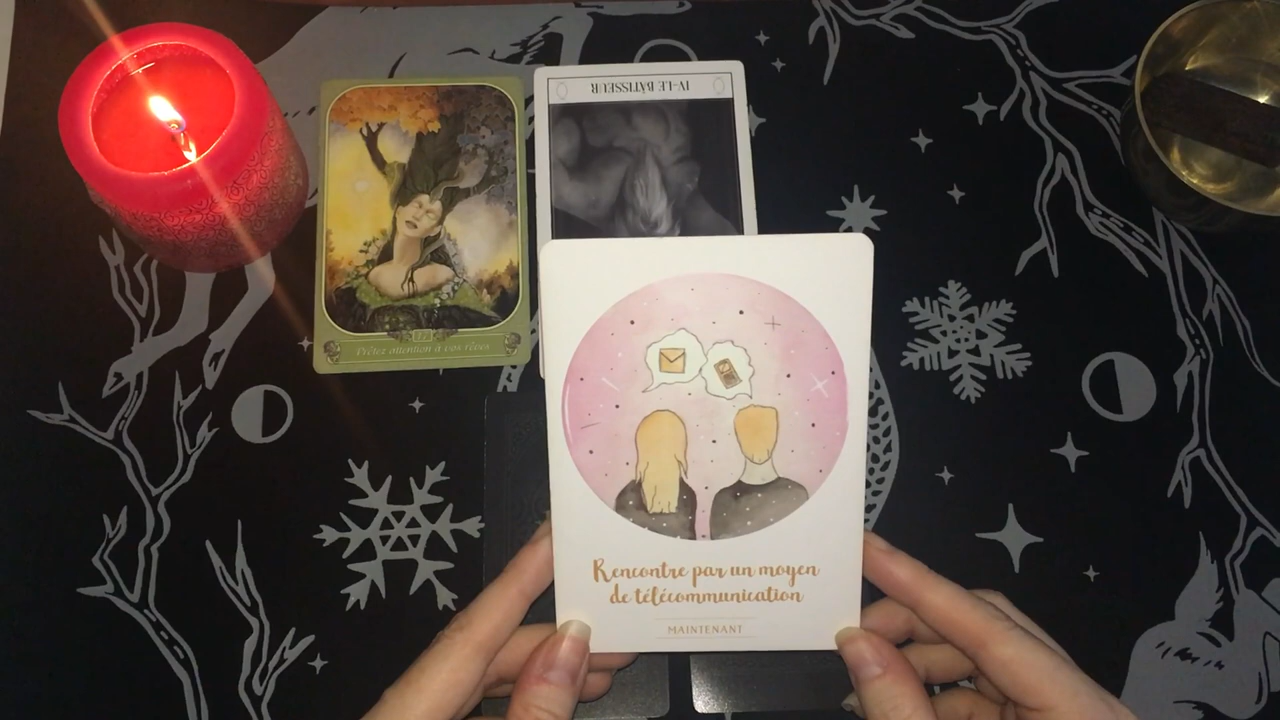 IV-LE BÂTISSEUR
Prêtez attention à vos rêves
Rencontre par un moyen
de télécommunication
MAINTENANT